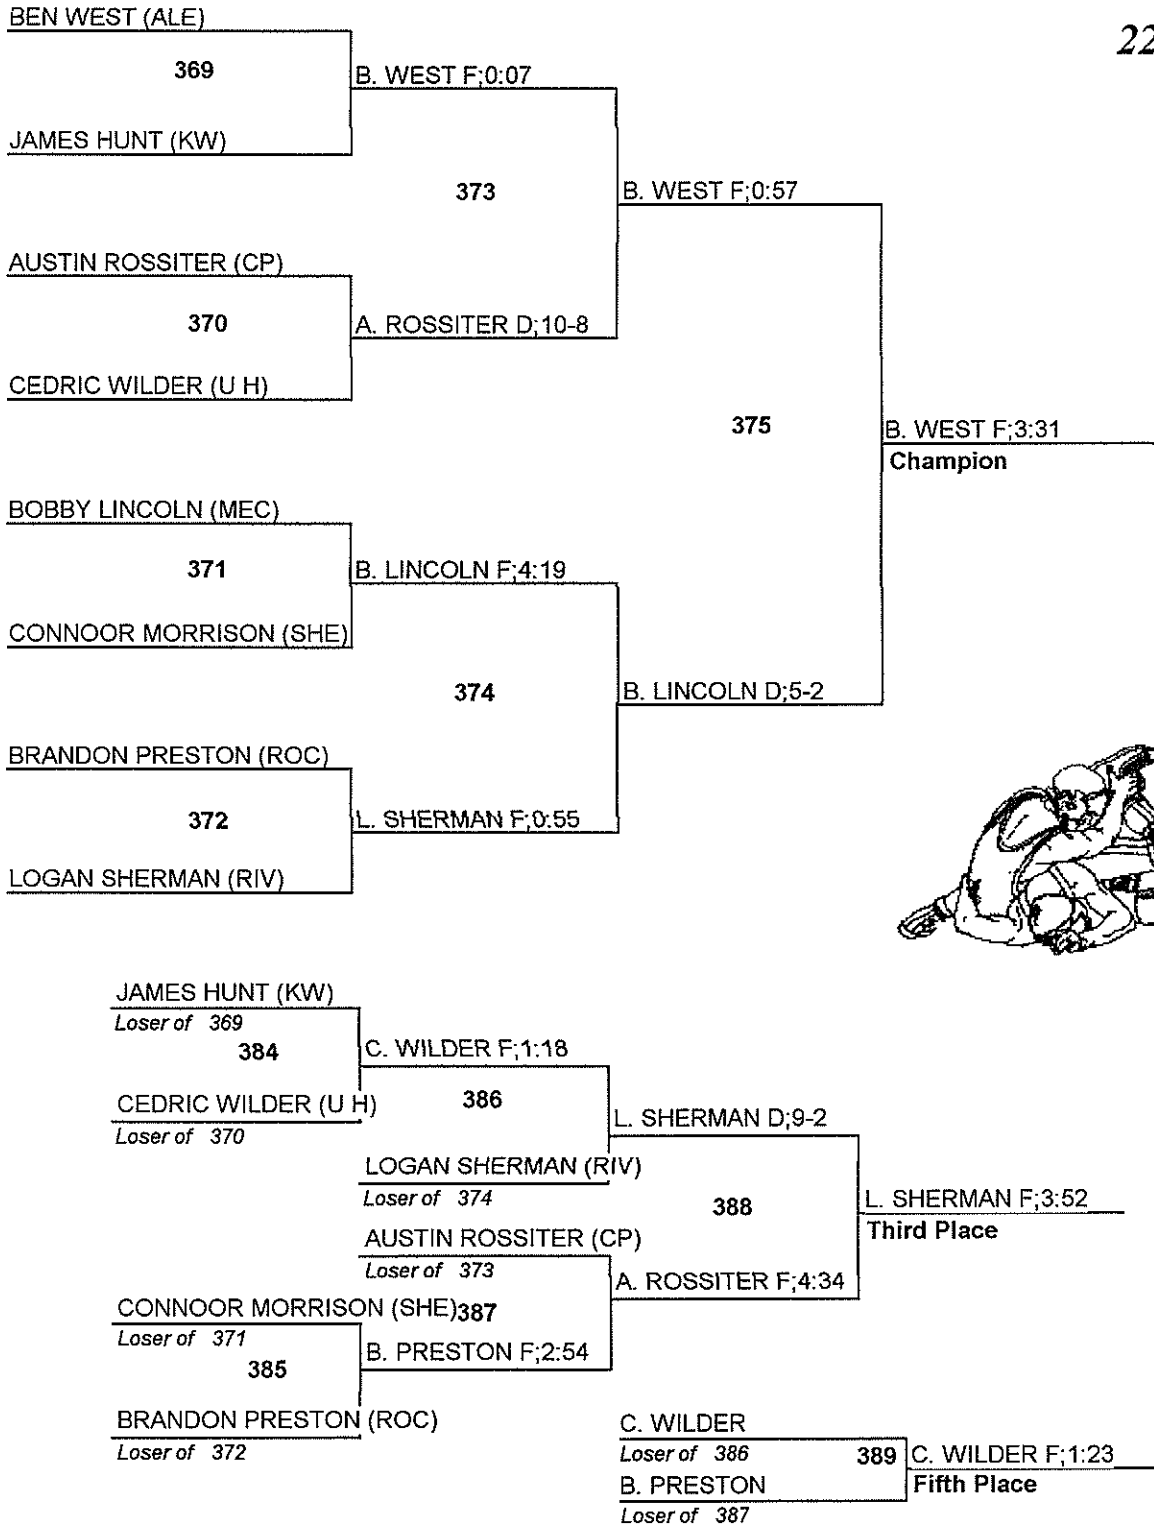 BEN WEST (ALE)
22
369
B. WEST F;0:07
JAMES HUNT (KW)
373
B. WEST F;0:57
AUSTIN ROSSITER (CP)
370
A. ROSSITER D;10-8
CEDRIC WILDER (U H)
375
B. WEST F;3:31
Champion
BOBBY LINCOLN (MEC)
371
B. LINCOLN F;4:19
CONNOOR MORRISON (SHE)
374
B. LINCOLN D;5-2
BRANDON PRESTON (ROC)
372
L. SHERMAN F;0:55
LOGAN SHERMAN (RIV)
JAMES HUNT (KW)
Loser of 369
384
C. WILDER F;1:18
CEDRIC WILDER (U H)
Loser of 370
386
L. SHERMAN D;9-2
LOGAN SHERMAN (RIV)
Loser of 374
388
L. SHERMAN F;3:52
Third Place
AUSTIN ROSSITER (CP)
Loser of 373
A. ROSSITER F;4:34
CONNOOR MORRISON (SHE)
387
Loser of 371
385
B. PRESTON F;2:54
BRANDON PRESTON (ROC)
Loser of 372
C. WILDER
Loser of 386
389
C. WILDER F;1:23
Fifth Place
B. PRESTON
Loser of 387